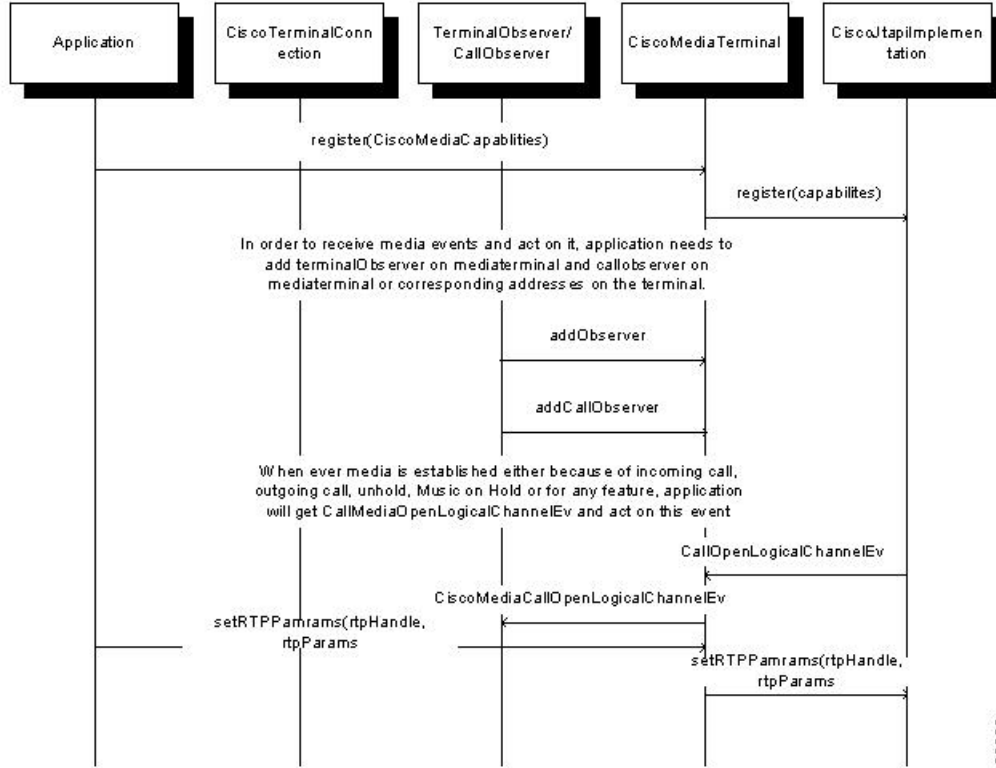 Application
CiscoTerminalConn
ection
TerminalObserver/
CallObserver
CiscoMediaTerminal
CiscoJtapiImplemen
tation
register(CiscoMediaCapablities)
register(capabilites)
In order to receive media events and act on it, application needs to
add terminalObserver on mediaterminal and callobserver on
mediaterminal or corresponding addresses on the terminal.
addObserver
addCallObserver
When ever media is established either because of incoming call,
outgoing call, unhold, Music on Hold or for any feature, application
will get CallMediaOpenLogicalChannelEv and act on this event
CallOpenLogicalChannelEv
CiscoMediaCallOpenLogicalChannelEv
setRTPPamrams(rtpHandle,
rtpParams
setRTPPamrams(rtpHandle,
rtpParams